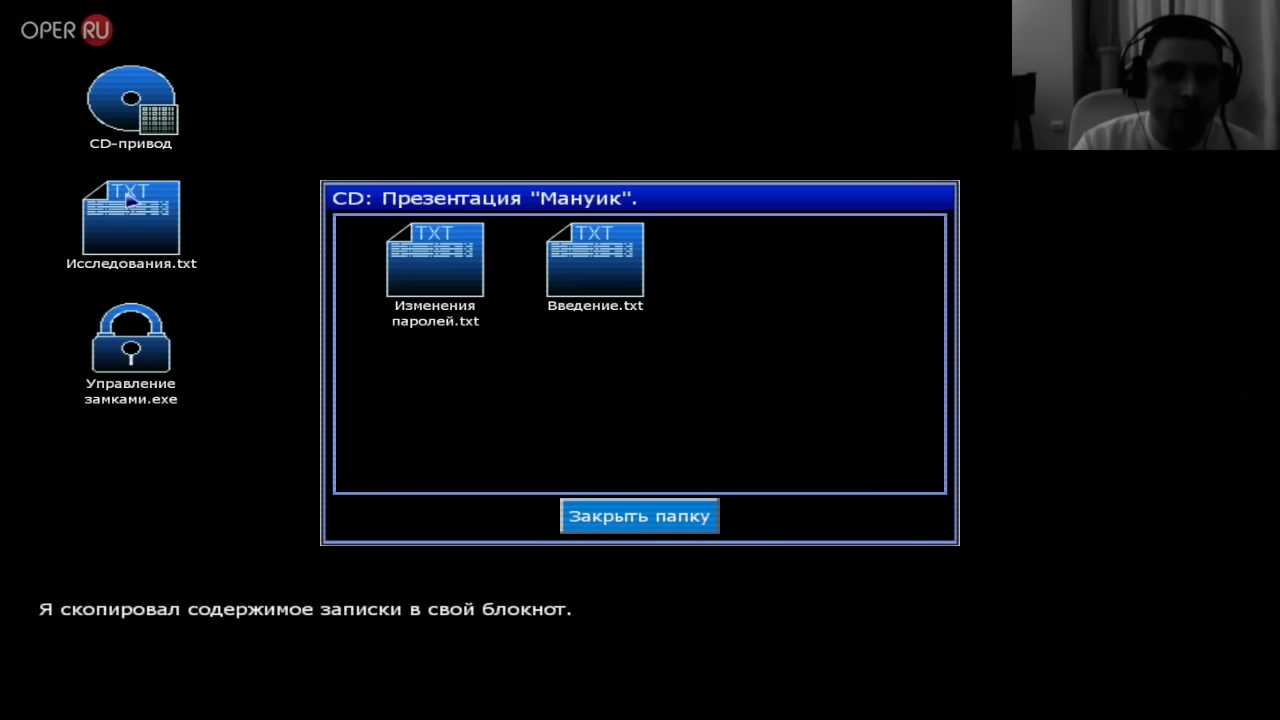 OPER RU
CD-привод
TXT
Исследования.txt
Управление
замками.exe
CD: Презентация "Мануик".
TXT
TXT
Изменения
паролей.txt
Введение.txt
Закрыть папку
Я скопировал содержимое записки в свой блокнот.